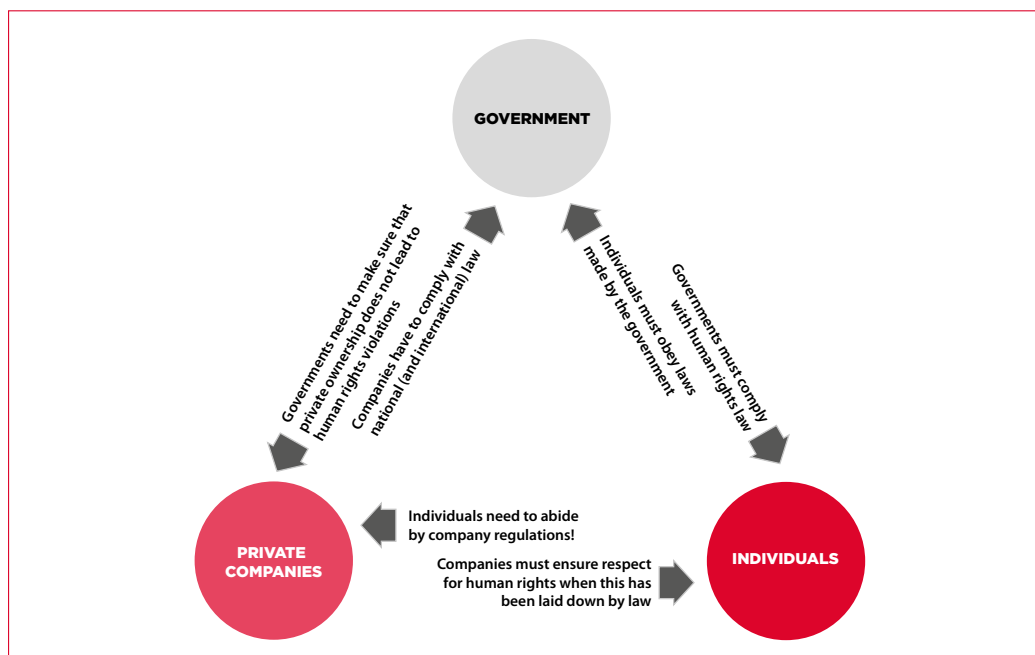 GOVERNMENT
Governments need to make sure that
private ownership does not lead to
human rights violations
Companies have to comply with
national (and international) law
Individuals must obey laws
made by the government
Governments must comply
with human rights law
PRIVATE
COMPANIES
Individuals need to abide
by company regulations!
Companies must ensure respect
for human rights when this has
been laid down by law
INDIVIDUALS